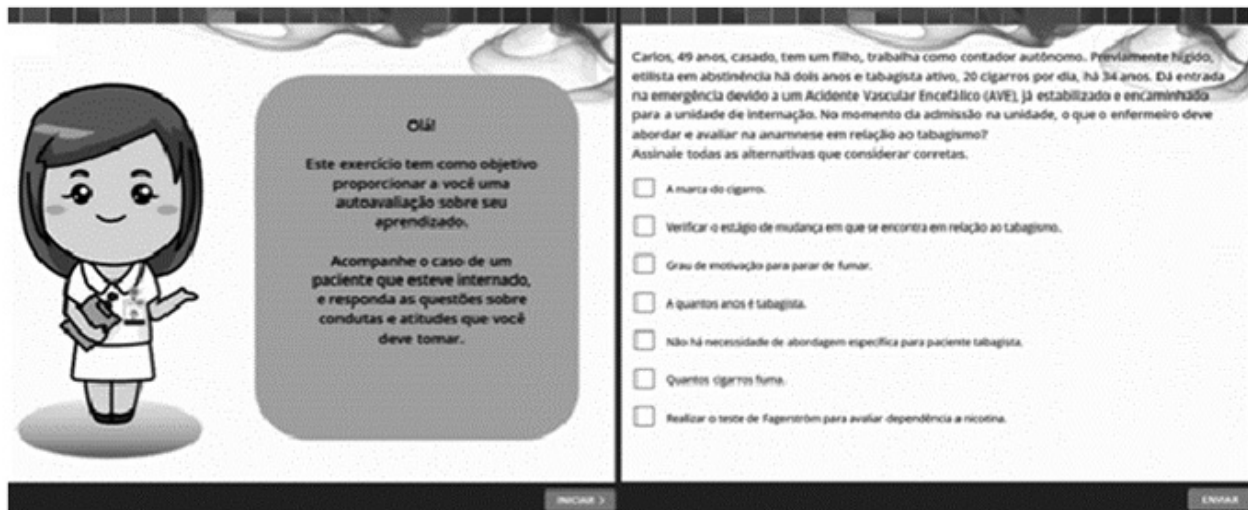 Olá!
Este exercício tem como objetivo
proporcionar a você uma
autoavaliação sobre seu
aprendizado.
Acompanhe o caso de um
paciente que esteve internado,
e responda as questões sobre
condutas e atitudes que você
deve tomar.
INICIAR >
Carlos, 49 anos, casado, tem um filho, trabalha como contador autônomo. Previamente hígido,
etilista em abstinência há dois anos e tabagista ativo, 20 cigarros por dia, há 34 anos. Dá entrada
na emergência devido a um Acidente Vascular Encefálico (AVE), já estabilizado e encaminhado
para a unidade de internação. No momento da admissão na unidade, o que o enfermeiro deve
abordar e avaliar na anamnese em relação ao tabagismo?
Assinale todas as alternativas que considerar corretas.
A marca do cigarro.
Verificar o estágio de mudança em que se encontra em relação ao tabagismo.
Grau de motivação para parar de fumar.
A quantos anos é tabagista.
Não há necessidade de abordagem específica para paciente tabagista.
Quantos cigarros fuma.
Realizar o teste de Fagerström para avaliar dependência a nicotina.
ENVIAR